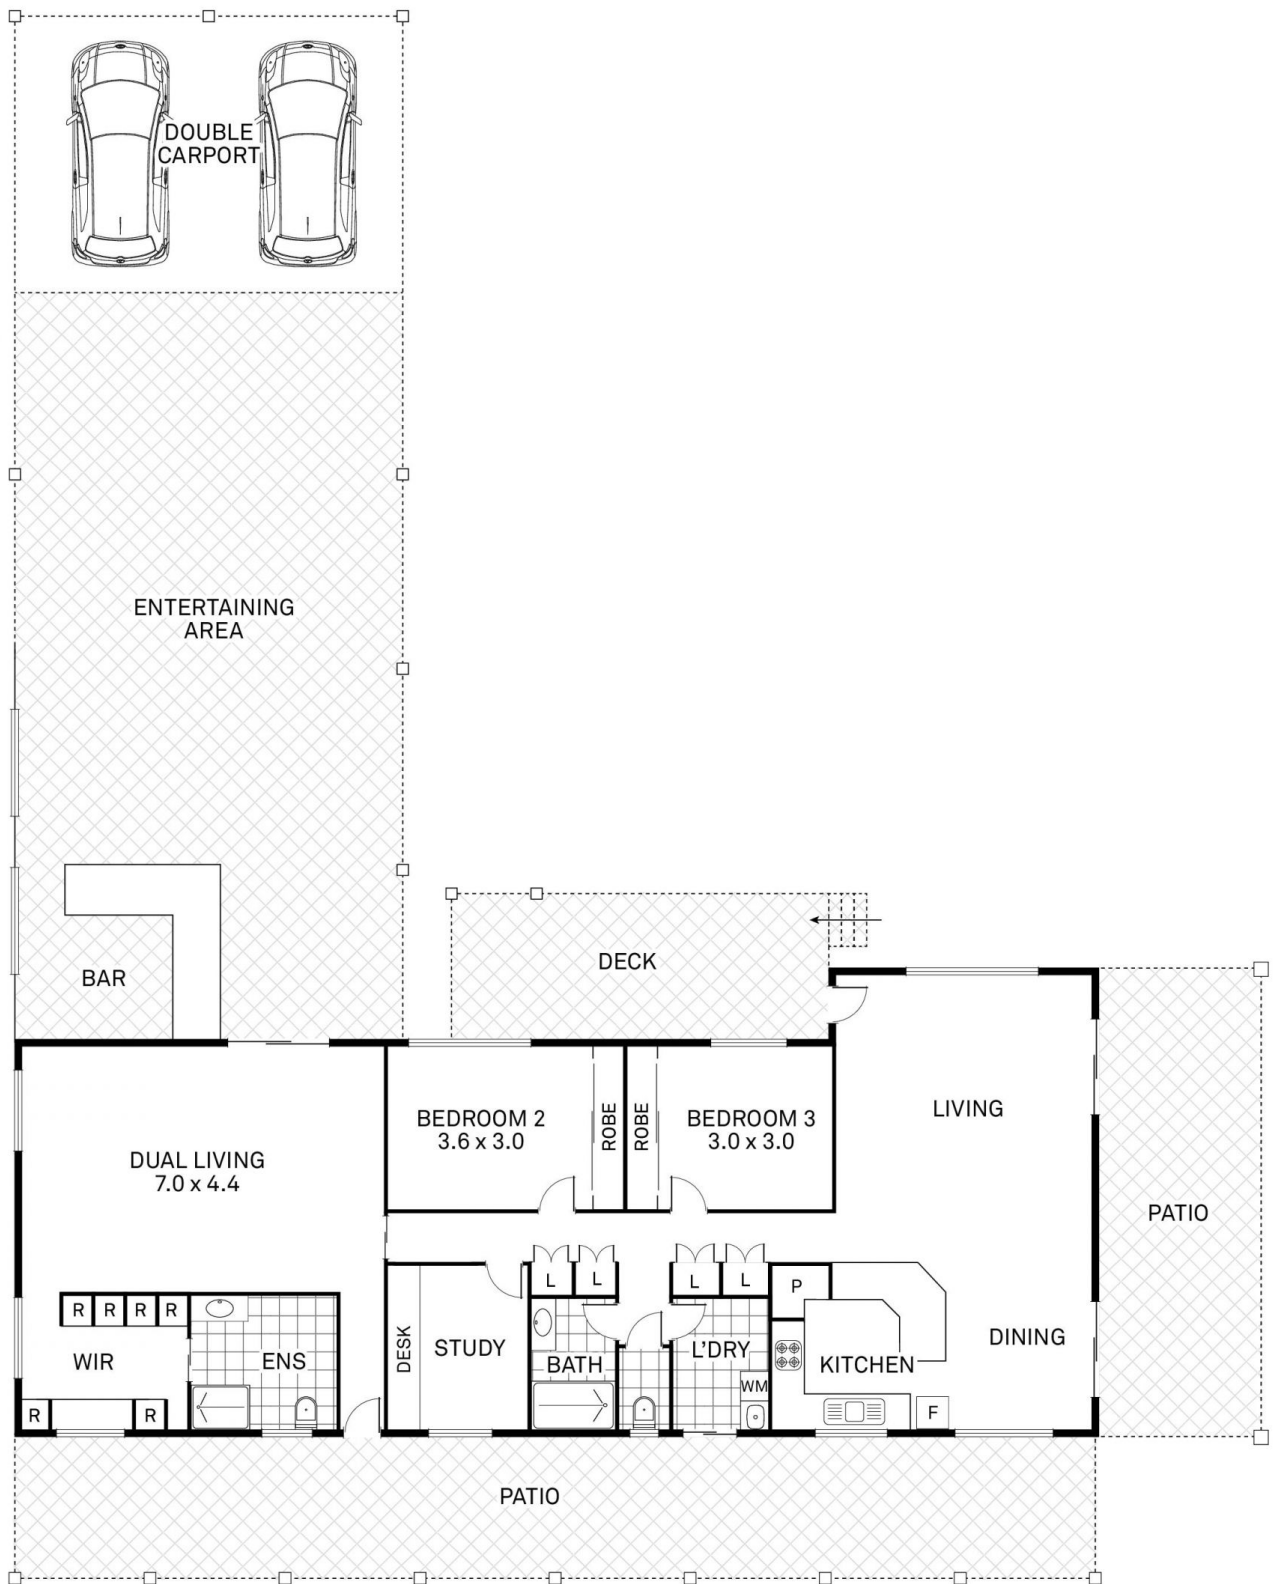 DOUBLE
CARPORT
ENTERTAINING
AREA
BAR
DECK
BEDROOM 2
3.6 x 3.0
ROBE
ROBE
BEDROOM 3
3.0 x 3.0
LIVING
DUAL LIVING
7.0 x 4.4
PATIO
L
L
L
L
P
R
R
R
R
WIR
ENS
DESK
STUDY
BATH
L'DRY
KITCHEN
DINING
WM
R
R
F
PATIO